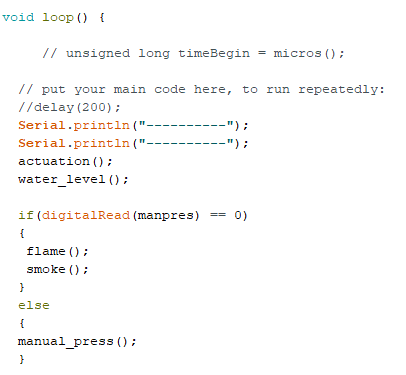 void loop() {
// unsigned long timeBegin = micros();
// put your main code here, to run repeatedly:
//delay(200);
Serial.println("----------");
Serial.println("----------");
actuation();
water_level();
if(digitalRead(manpres) == 0)
{
flame();
smoke();
}
else
{
manual_press();
}